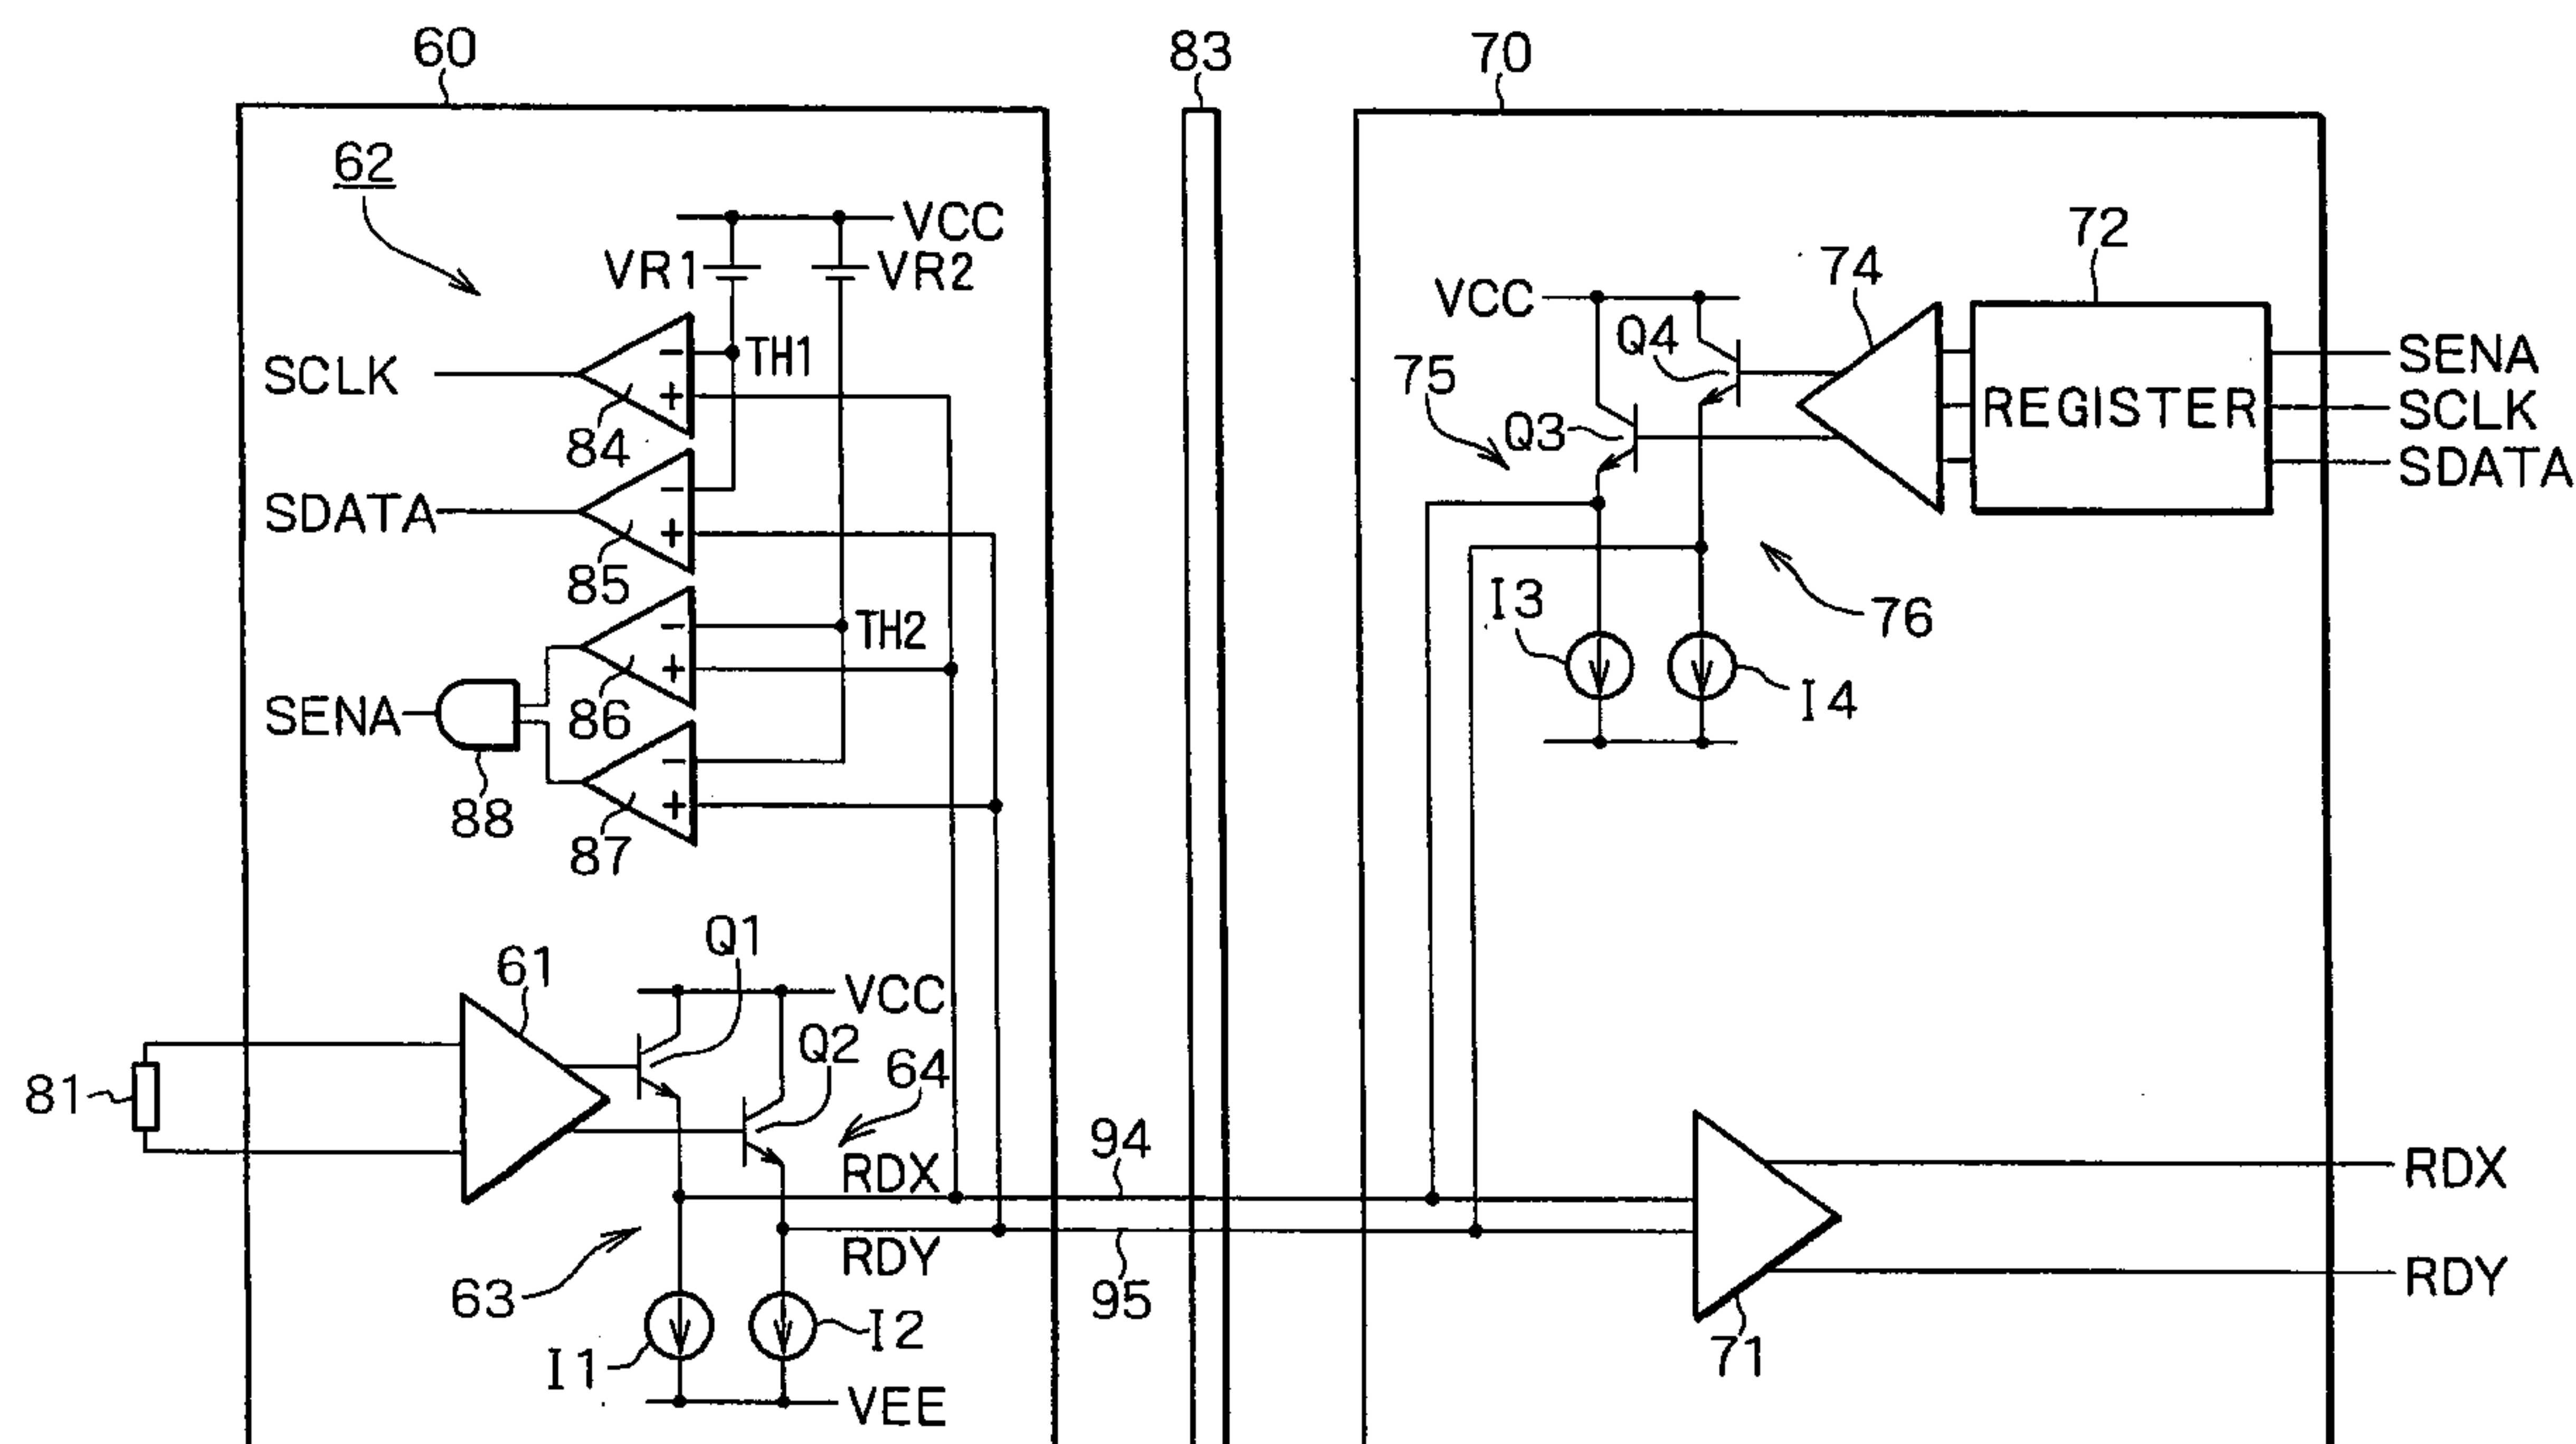 60
83
70
62
VCC
VR1
VR2
TH1
SCLK
84
SDATA
85
TH2
86
SENA
88
87
VCC
Q4
74
72
75
Q3
REGISTER
SENA
SCLK
SDATA
I3
76
I4
Q1
61
VCC
Q2
64
81
RDX
94
RDY
95
63
I1
I2
VEE
71
RDX
RDY